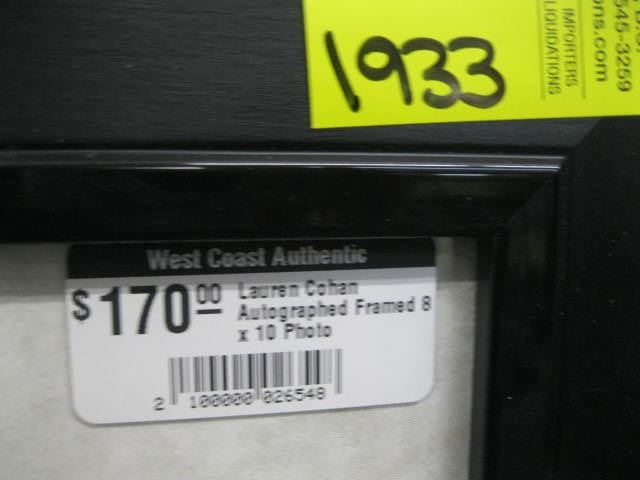 1933
IMPORTERS
LIQUIDATIONS
ons.com
545-3259
West Coast Authentic
$170.00
Lauren Cohan
Autographed Framed 8
x 10 Photo
2 100000 026548